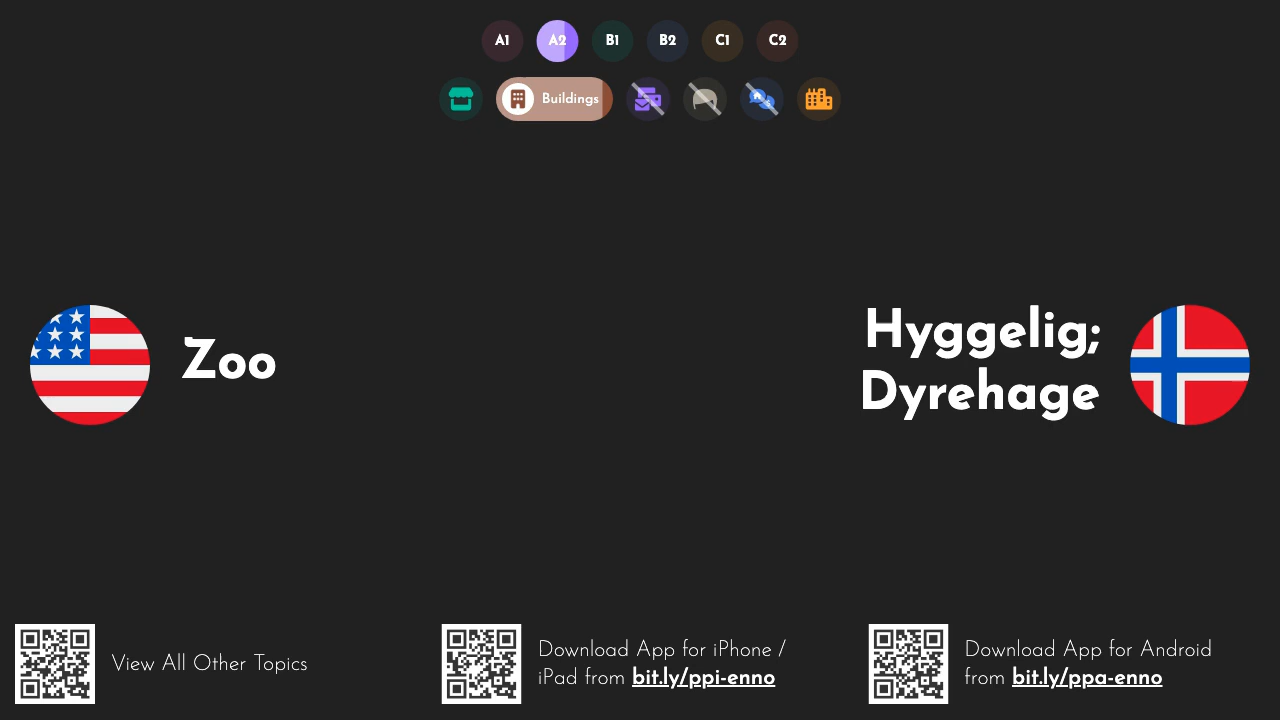 A1 A2 B1 B2 C1 C2
Buildings
Zoo
Hyggelig;
Dyrehage
View All Other Topics
Download App for iPhone /
iPad from bit.ly/ppi-enno
Download App for Android
from bit.ly/ppa-enno